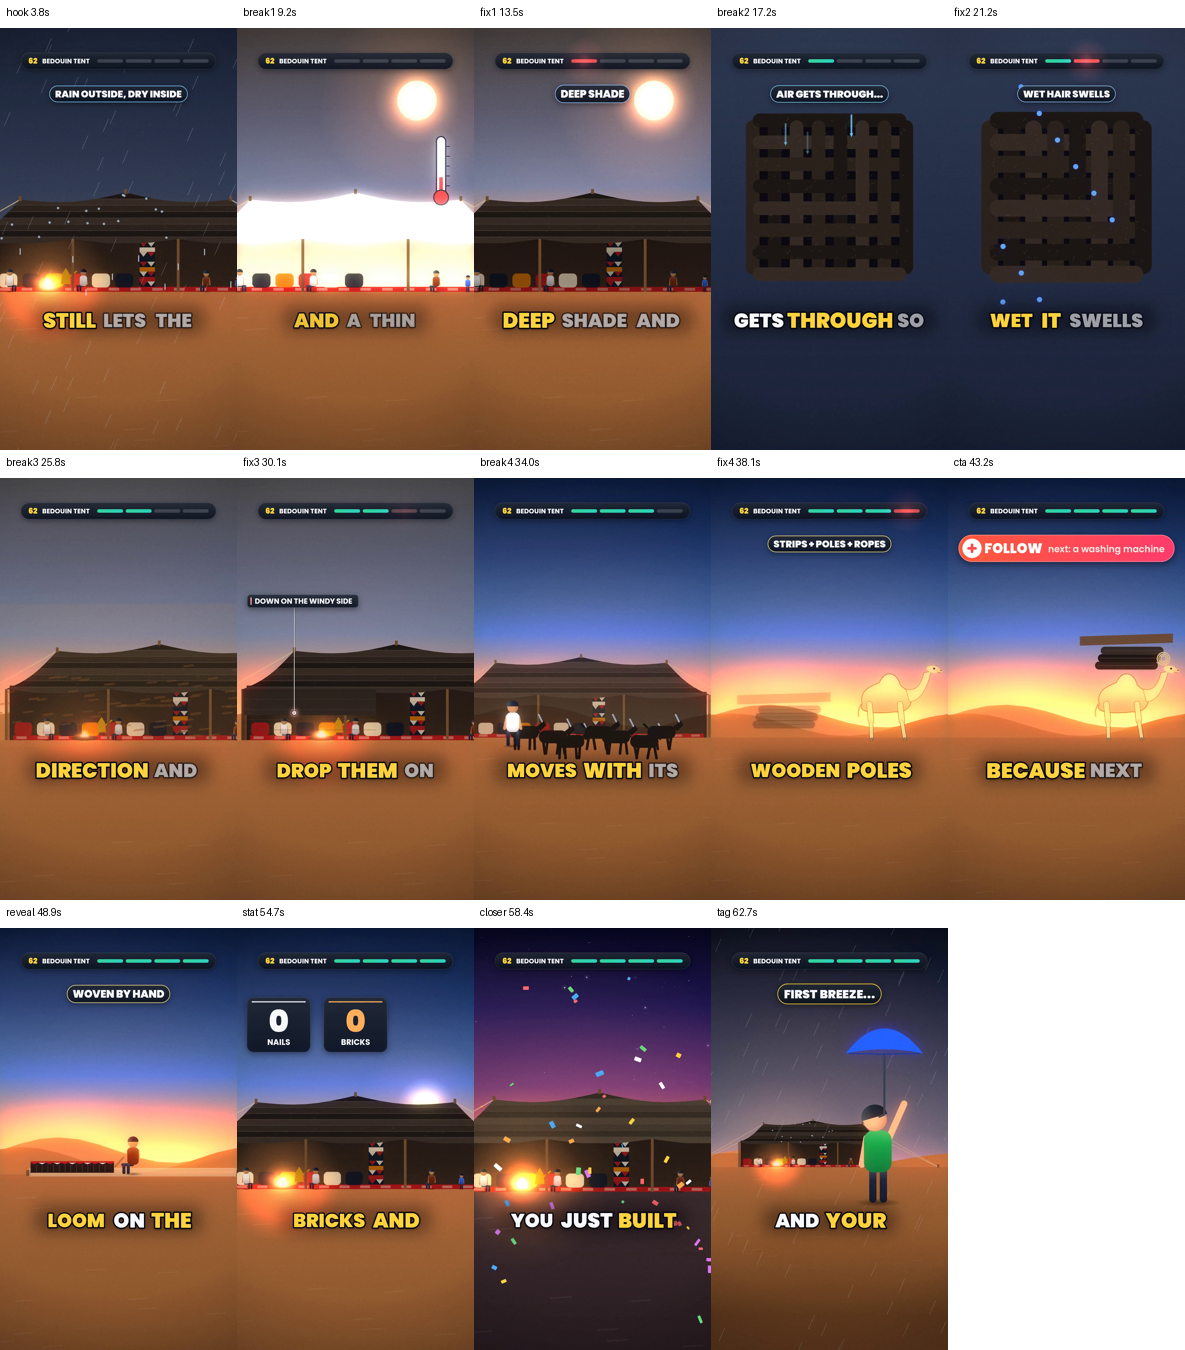 hook 3.8s
62 BEDOUIN TENT
RAIN OUTSIDE, DRY INSIDE
STILL LETS THE
break1 9.2s
62 BEDOUIN TENT
AND A THIN
fix1 13.5s
62 BEDOUIN TENT
DEEP SHADE
DEEP SHADE AND
break2 17.2s
62 BEDOUIN TENT
AIR GETS THROUGH...
GETS THROUGH SO
fix2 21.2s
62 BEDOUIN TENT
WET HAIR SWELLS
WET IT SWELLS
break3 25.8s
62 BEDOUIN TENT
DIRECTION AND
fix3 30.1s
62 BEDOUIN TENT
DOWN ON THE WINDY SIDE
DROP THEM ON
break4 34.0s
62 BEDOUIN TENT
MOVES WITH ITS
fix4 38.1s
62 BEDOUIN TENT
STRIPS + POLES + ROPES
WOODEN POLES
cta 43.2s
62 BEDOUIN TENT
FOLLOW next: a washing machine
BECAUSE NEXT
reveal 48.9s
62 BEDOUIN TENT
WOVEN BY HAND
LOOM ON THE
stat 54.7s
62 BEDOUIN TENT
0 NAILS
0 BRICKS
BRICKS AND
closer 58.4s
62 BEDOUIN TENT
YOU JUST BUILT
tag 62.7s
62 BEDOUIN TENT
FIRST BREEZE...
AND YOUR